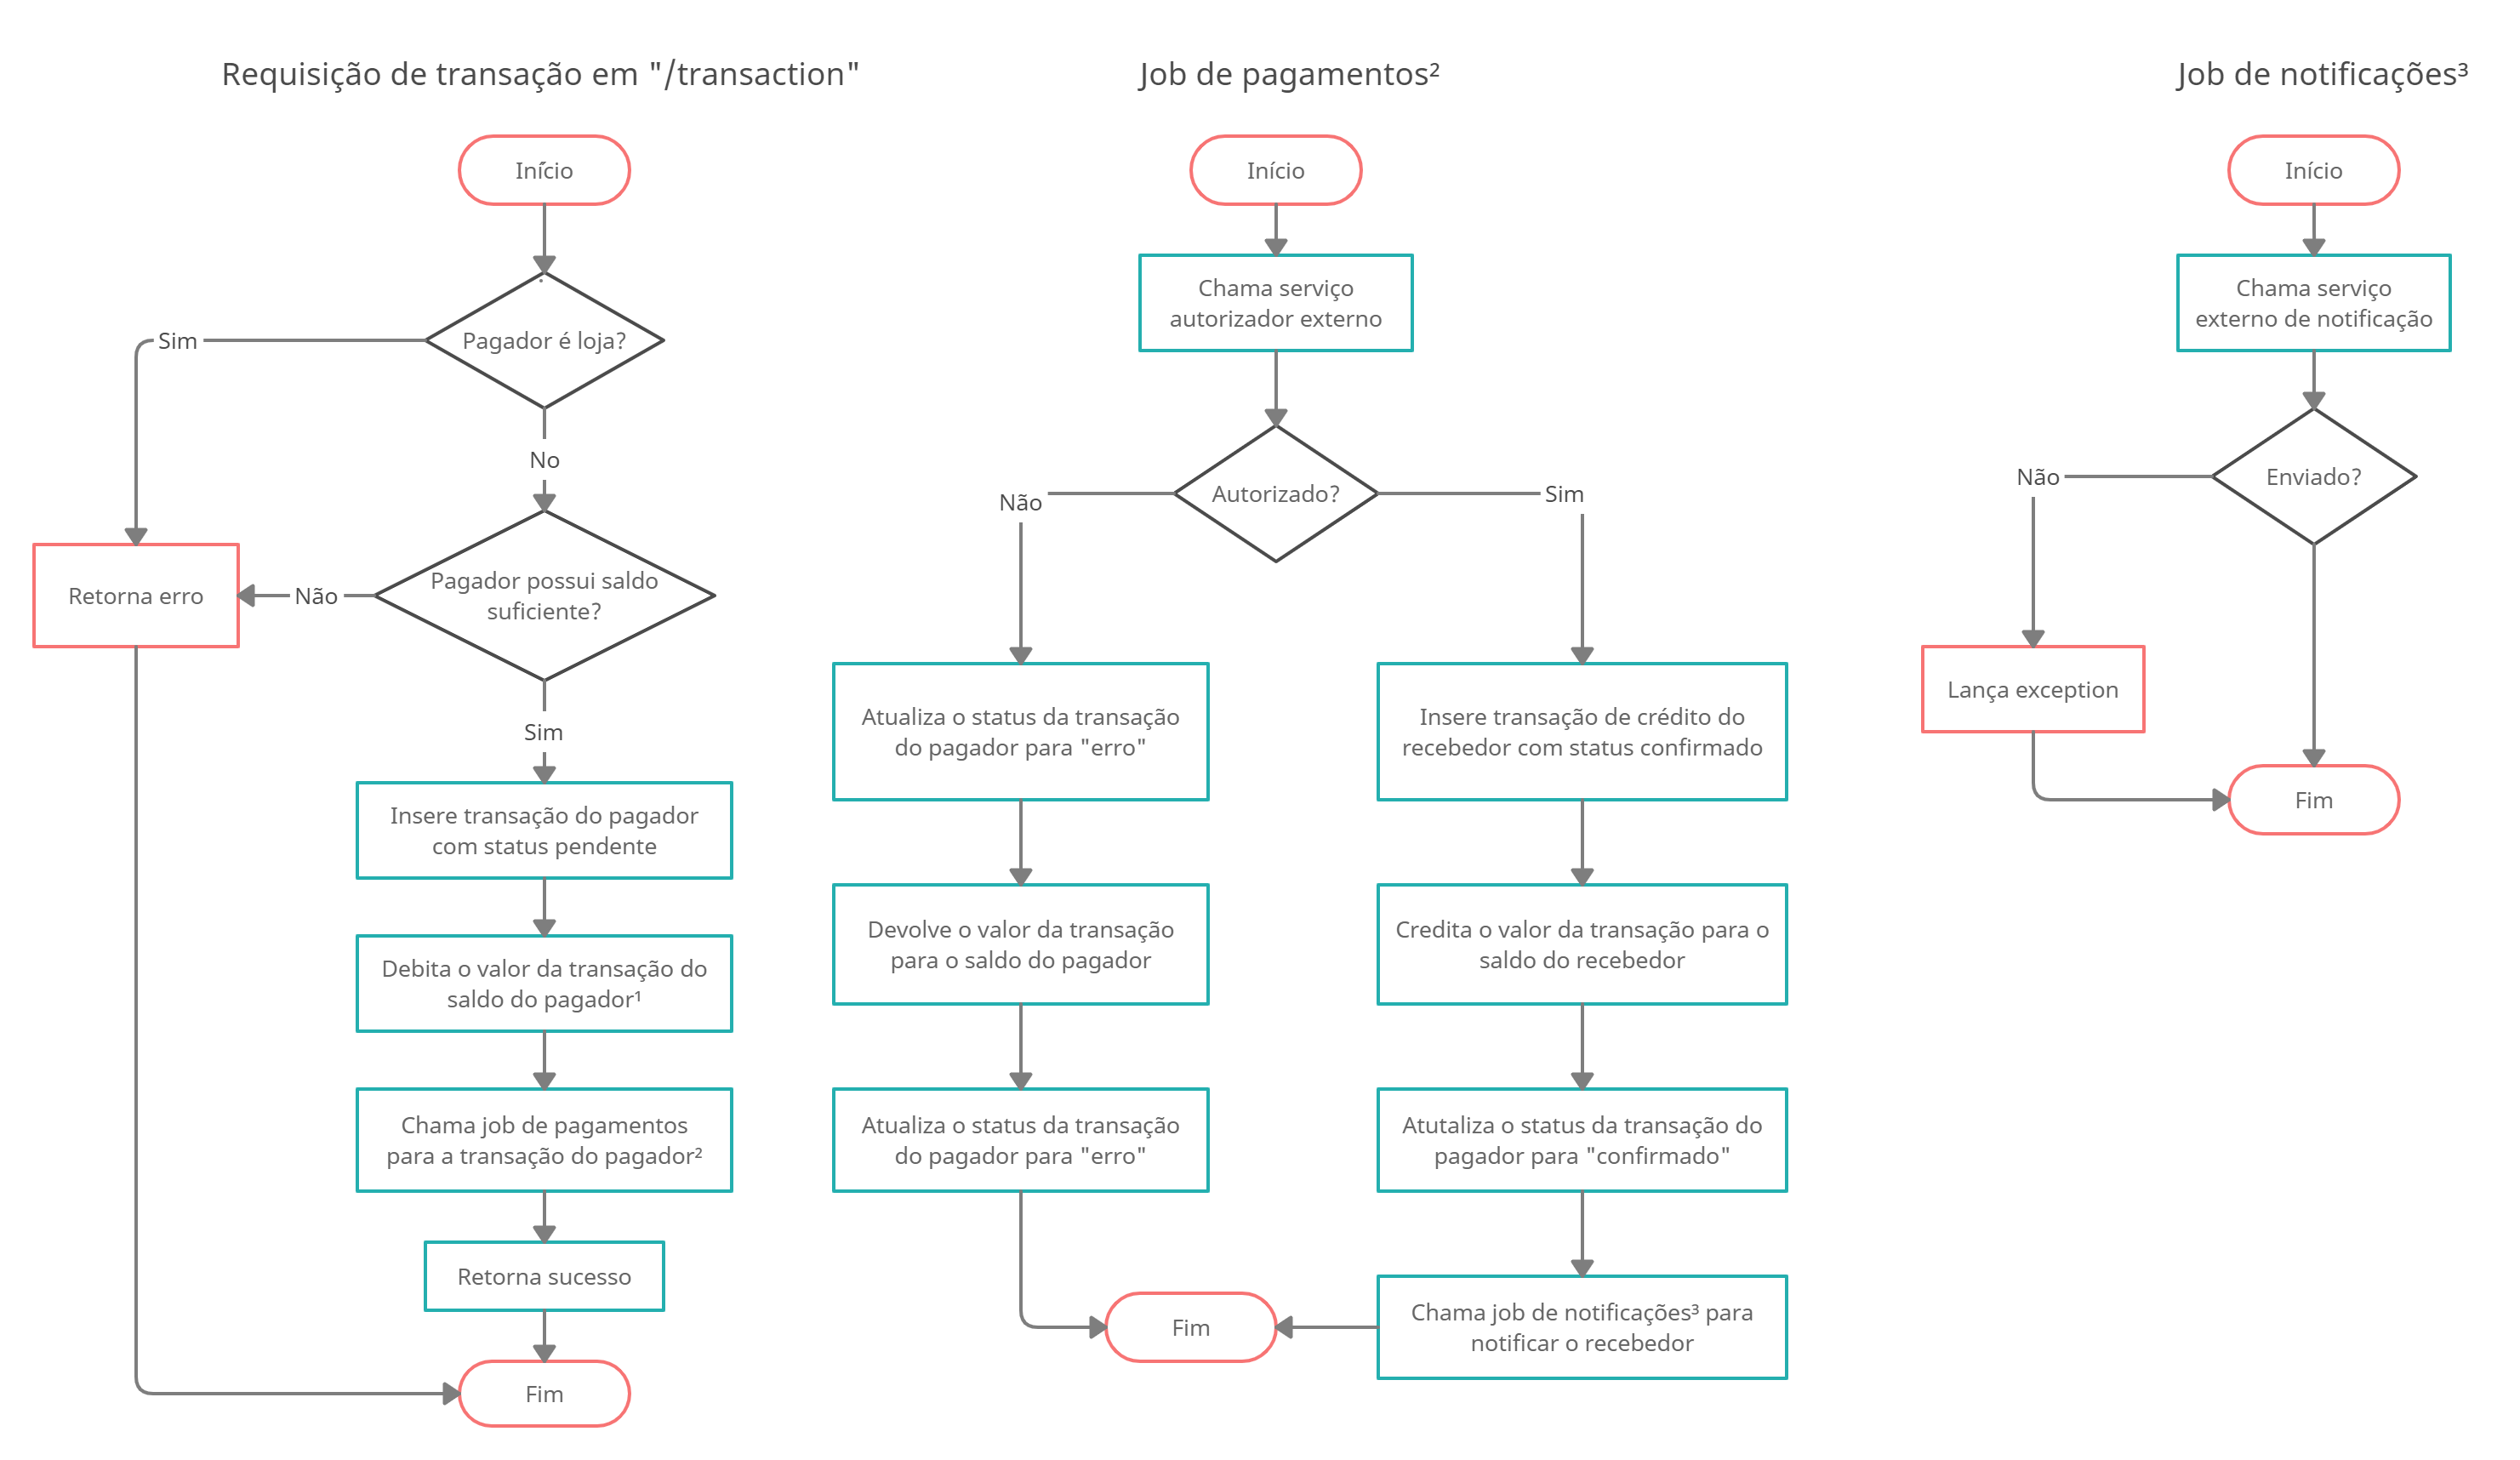 Requisição de transação em "/transaction"
Início
Pagador é loja?
Sim
No
Pagador possui saldo
suficiente?
Não
Retorna erro
Sim
Insere transação do pagador
com status pendente
Debita o valor da transação do
saldo do pagador¹
Chama job de pagamentos
para a transação do pagador²
Retorna sucesso
Fim
Job de pagamentos²
Início
Chama serviço
autorizador externo
Autorizado?
Não
Sim
Atualiza o status da transação
do pagador para "erro"
Devolve o valor da transação
para o saldo do pagador
Atualiza o status da transação
do pagador para "erro"
Insere transação de crédito do
recebedor com status confirmado
Credita o valor da transação para o
saldo do recebedor
Atutaliza o status da transação do
pagador para "confirmado"
Chama job de notificações³ para
notificar o recebedor
Fim
Job de notificações³
Início
Chama serviço
externo de notificação
Enviado?
Não
Lança exception
Fim